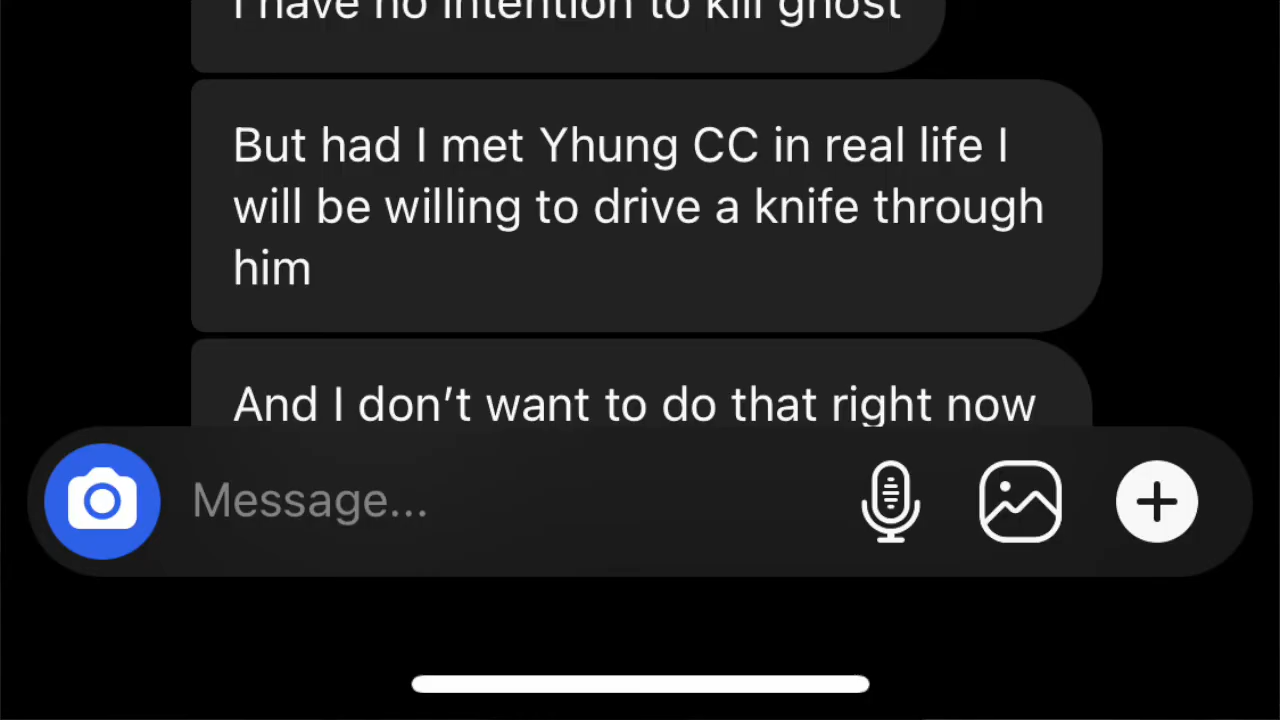 I have no intention to kill ghost
But had I met Yhung CC in real life I
will be willing to drive a knife through
him
And I don’t want to do that right now
Message...